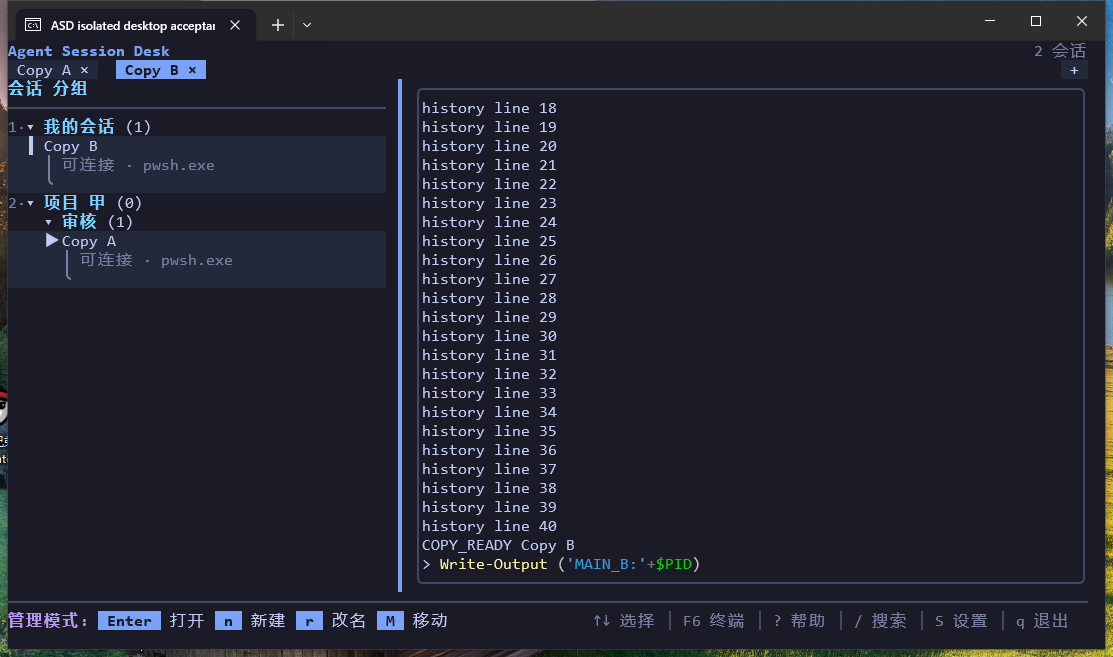 ASD isolated desktop acceptar
Agent Session Desk
2 会话
Copy A × Copy B × +
会话 分组
1·▾ 我的会话 (1)
Copy B
可连接 · pwsh.exe
2·▾ 项目 甲 (0)
▾ 审核 (1)
▶Copy A
可连接 · pwsh.exe
history line 18
history line 19
history line 20
history line 21
history line 22
history line 23
history line 24
history line 25
history line 26
history line 27
history line 28
history line 29
history line 30
history line 31
history line 32
history line 33
history line 34
history line 35
history line 36
history line 37
history line 38
history line 39
history line 40
COPY_READY Copy B
> Write-Output ('MAIN_B:'+$PID)
管理模式: Enter 打开 n 新建 r 改名 M 移动 ↑↓ 选择 │ F6 终端 │ ? 帮助 │ / 搜索 │ S 设置 │ q 退出